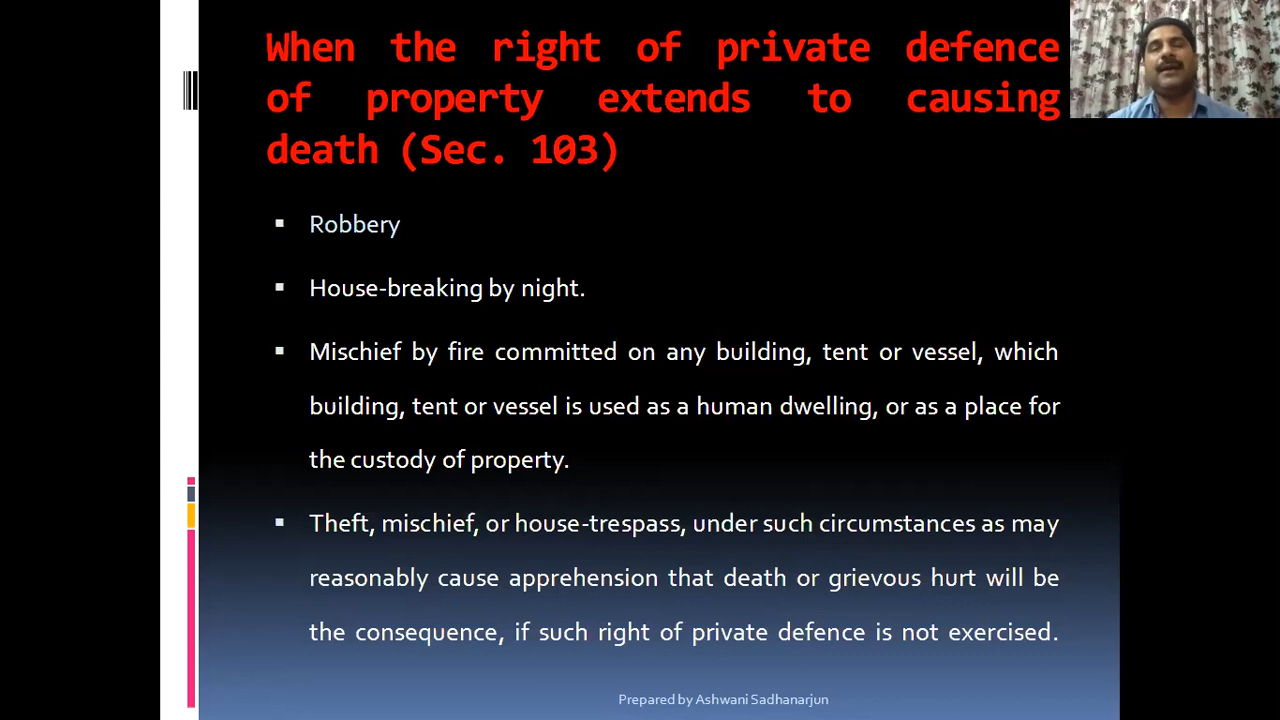 When the right of private defence
of property extends to causing
death (Sec. 103)
▪ Robbery
▪ House-breaking by night.
▪ Mischief by fire committed on any building, tent or vessel, which
building, tent or vessel is used as a human dwelling, or as a place for
the custody of property.
▪ Theft, mischief, or house-trespass, under such circumstances as may
reasonably cause apprehension that death or grievous hurt will be
the consequence, if such right of private defence is not exercised.
Prepared by Ashwani Sadhanarjun